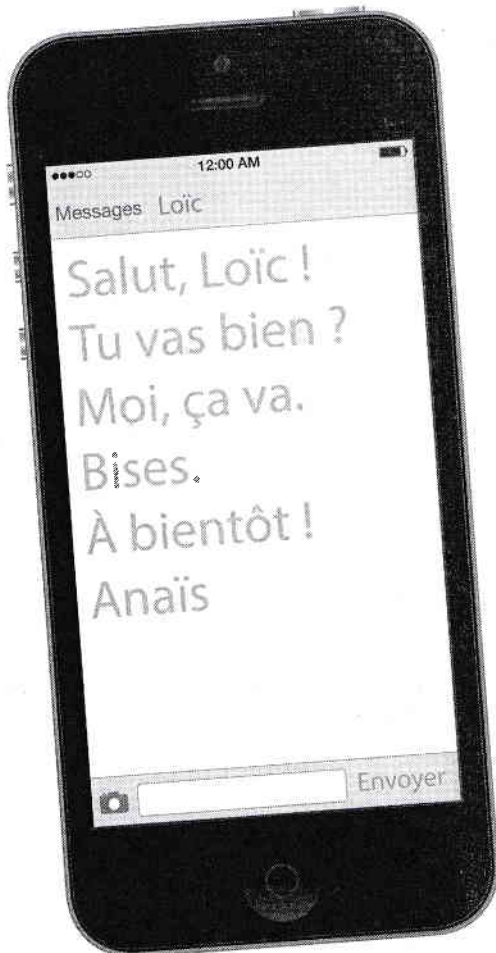 12:00 AM
Messages Loïc
Salut, Loïc !
Tu vas bien ?
Moi, ça va.
Bises.
À bientôt !
Anaïs
Envoyer